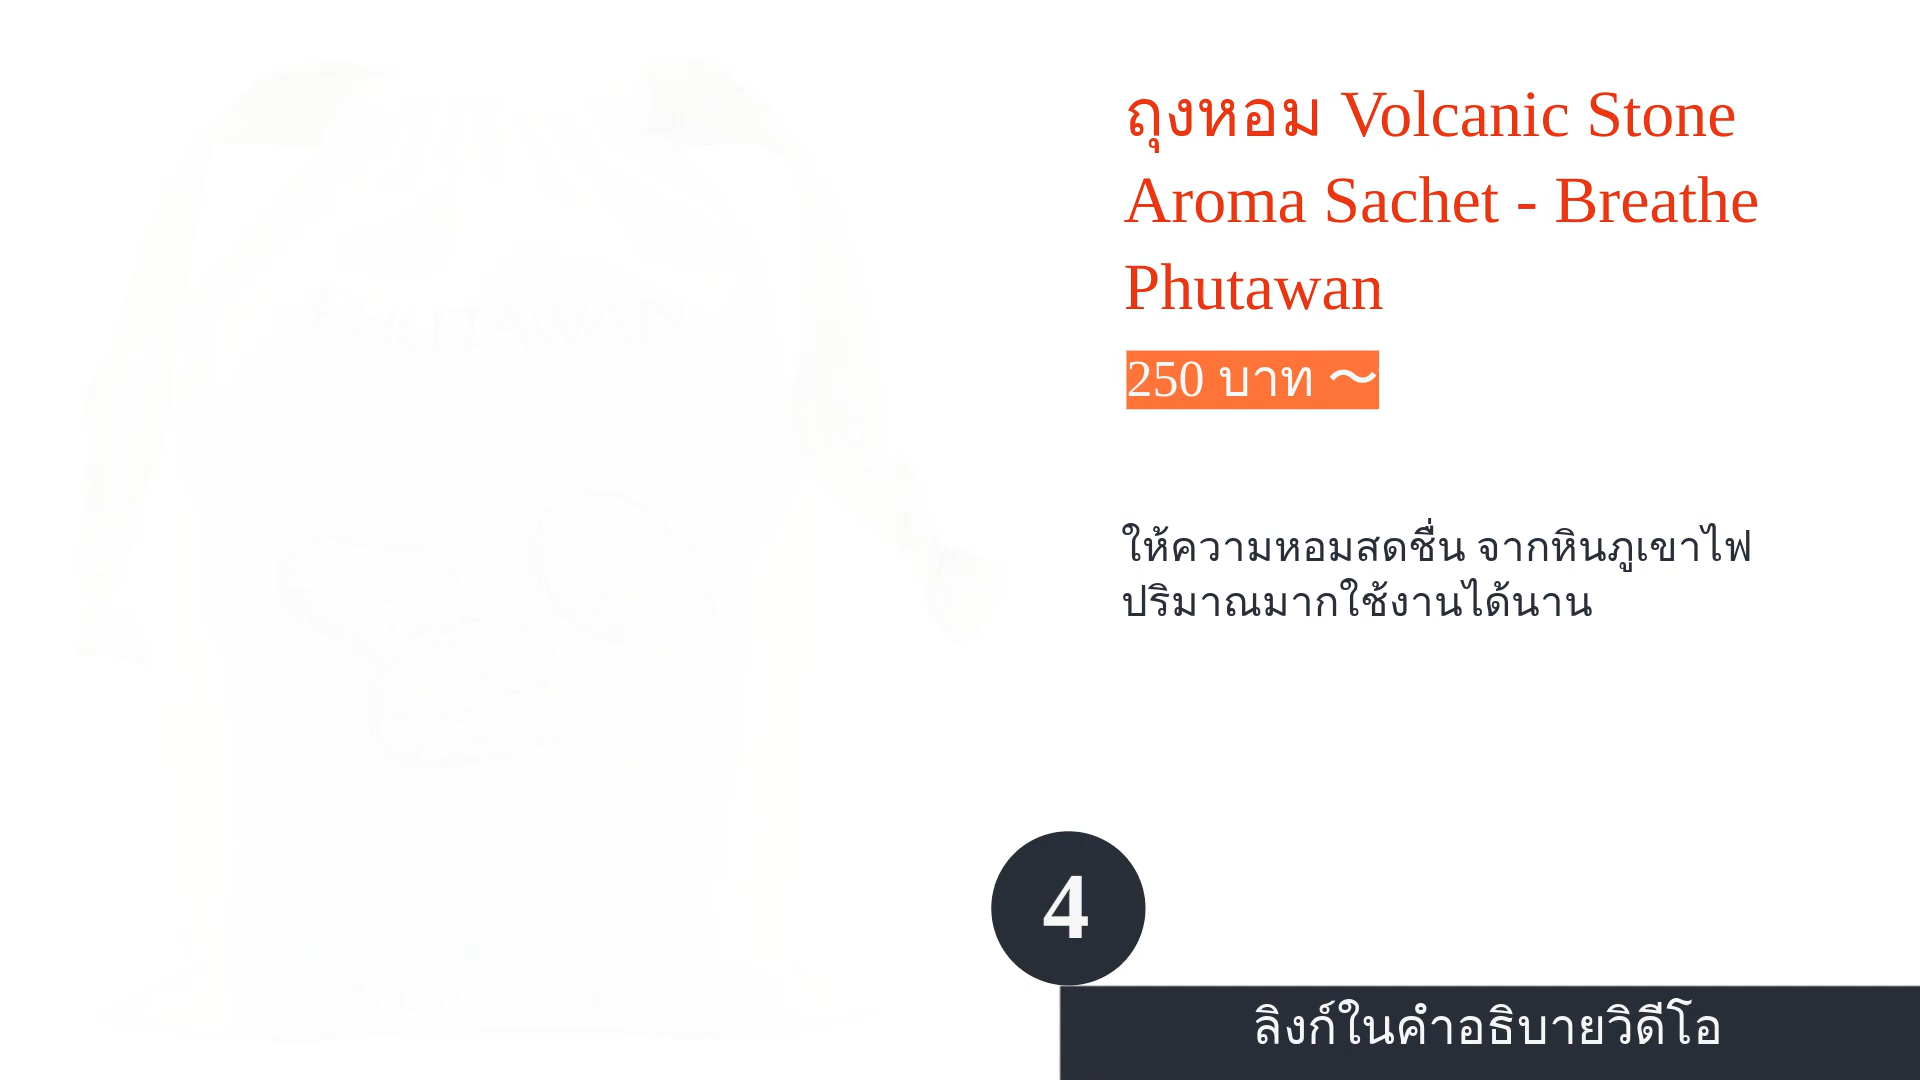 ถุงหอม Volcanic Stone
Aroma Sachet - Breathe
Phutawan
250 บาท ～
ให้ความหอมสดชื่น จากหินภูเขาไฟ
ปริมาณมากใช้งานได้นาน
PHUTAWAN
4
ลิงก์ในคำอธิบายวิดีโอ